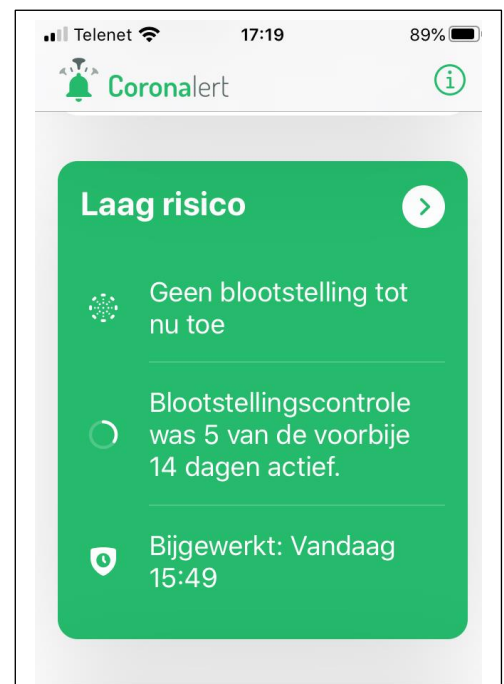 Telenet 17:19 89%
Coronalert
Laag risico
Geen blootstelling tot
nu toe
Blootstellingscontrole
was 5 van de voorbije
14 dagen actief.
Bijgewerkt: Vandaag
15:49